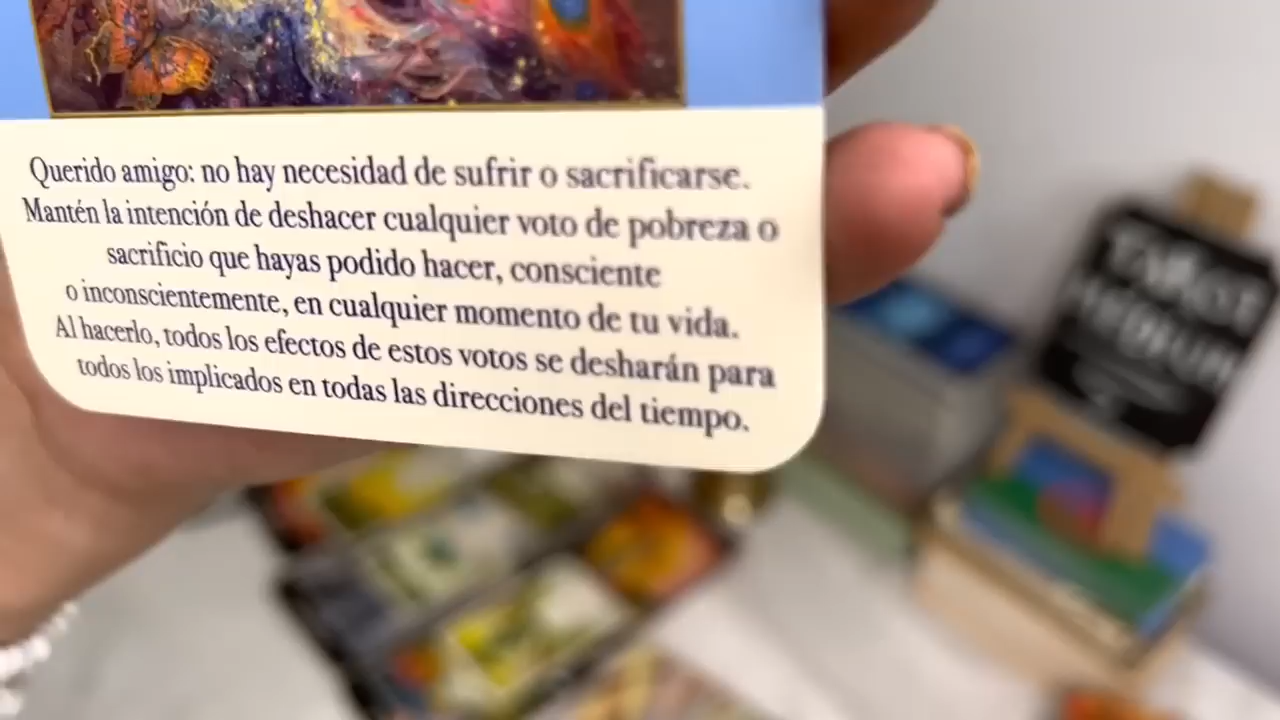 Querido amigo: no hay necesidad de sufrir o sacrificarse.
Mantén la intención de deshacer cualquier voto de pobreza o
sacrificio que hayas podido hacer, consciente
o inconscientemente, en cualquier momento de tu vida.
Al hacerlo, todos los efectos de estos votos se desharán para
todos los implicados en todas las direcciones del tiempo.
TAROT
MEDIUM